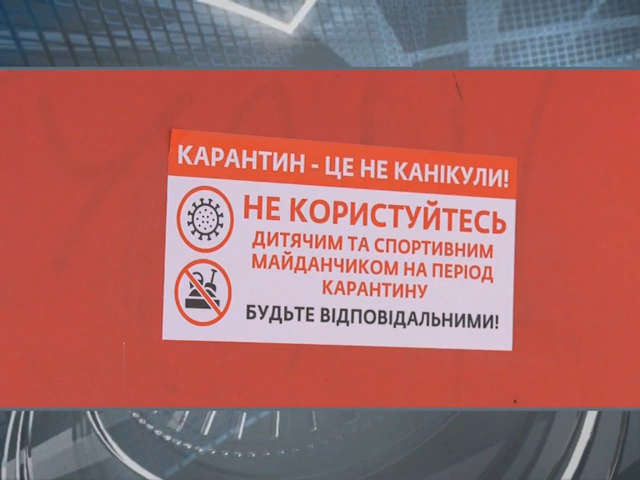 КАРАНТИН - ЦЕ НЕ КАНІКУЛИ!
НЕ КОРИСТУЙТЕСЬ
ДИТЯЧИМ ТА СПОРТИВНИМ
МАЙДАНЧИКОМ НА ПЕРІОД
КАРАНТИНУ
БУДЬТЕ ВІДПОВІДАЛЬНИМИ!